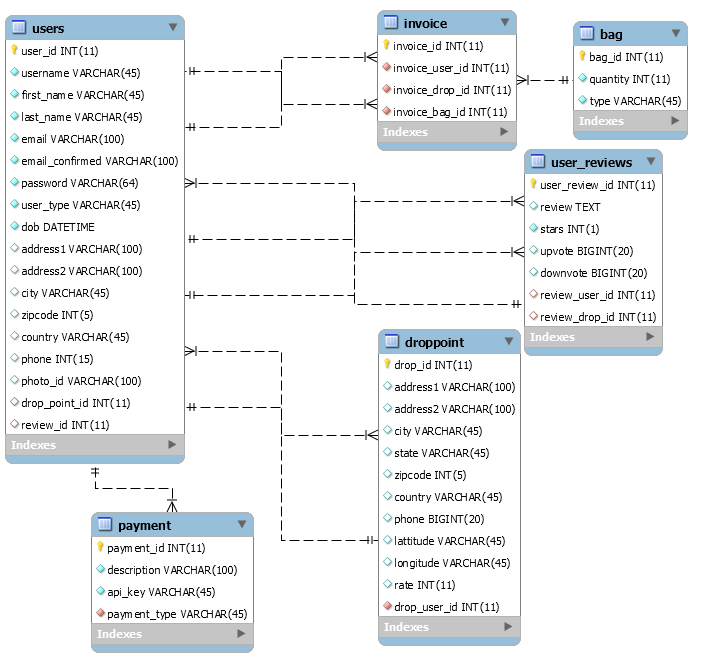 users
user_id INT(11)
username VARCHAR(45)
first_name VARCHAR(45)
last_name VARCHAR(45)
email VARCHAR(100)
email_confirmed VARCHAR(100)
password VARCHAR(64)
user_type VARCHAR(45)
dob DATETIME
address1 VARCHAR(100)
address2 VARCHAR(100)
city VARCHAR(45)
zipcode INT(5)
country VARCHAR(45)
phone INT(15)
photo_id VARCHAR(100)
drop_point_id INT(11)
review_id INT(11)
Indexes
invoice
invoice_id INT(11)
invoice_user_id INT(11)
invoice_drop_id INT(11)
invoice_bag_id INT(11)
Indexes
bag
bag_id INT(11)
quantity INT(11)
type VARCHAR(45)
Indexes
user_reviews
user_review_id INT(11)
review TEXT
stars INT(1)
upvote BIGINT(20)
downvote BIGINT(20)
review_user_id INT(11)
review_drop_id INT(11)
Indexes
droppoint
drop_id INT(11)
address1 VARCHAR(100)
address2 VARCHAR(100)
city VARCHAR(45)
state VARCHAR(45)
zipcode INT(5)
country VARCHAR(45)
phone BIGINT(20)
lattitude VARCHAR(45)
longitude VARCHAR(45)
rate INT(11)
drop_user_id INT(11)
Indexes
payment
payment_id INT(11)
description VARCHAR(100)
api_key VARCHAR(45)
payment_type VARCHAR(45)
Indexes